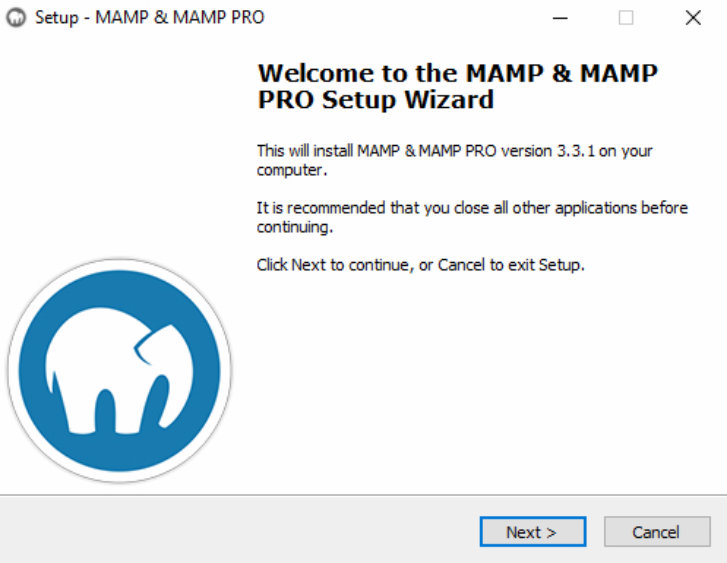 Setup - MAMP & MAMP PRO
Welcome to the MAMP & MAMP
PRO Setup Wizard
This will install MAMP & MAMP PRO version 3.3.1 on your
computer.
It is recommended that you close all other applications before
continuing.
Click Next to continue, or Cancel to exit Setup.
Next >
Cancel